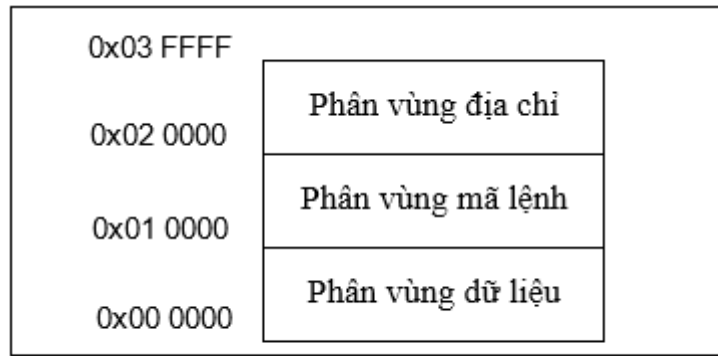 0x03 FFFF
Phân vùng địa chỉ
0x02 0000
Phân vùng mã lệnh
0x01 0000
Phân vùng dữ liệu
0x00 0000